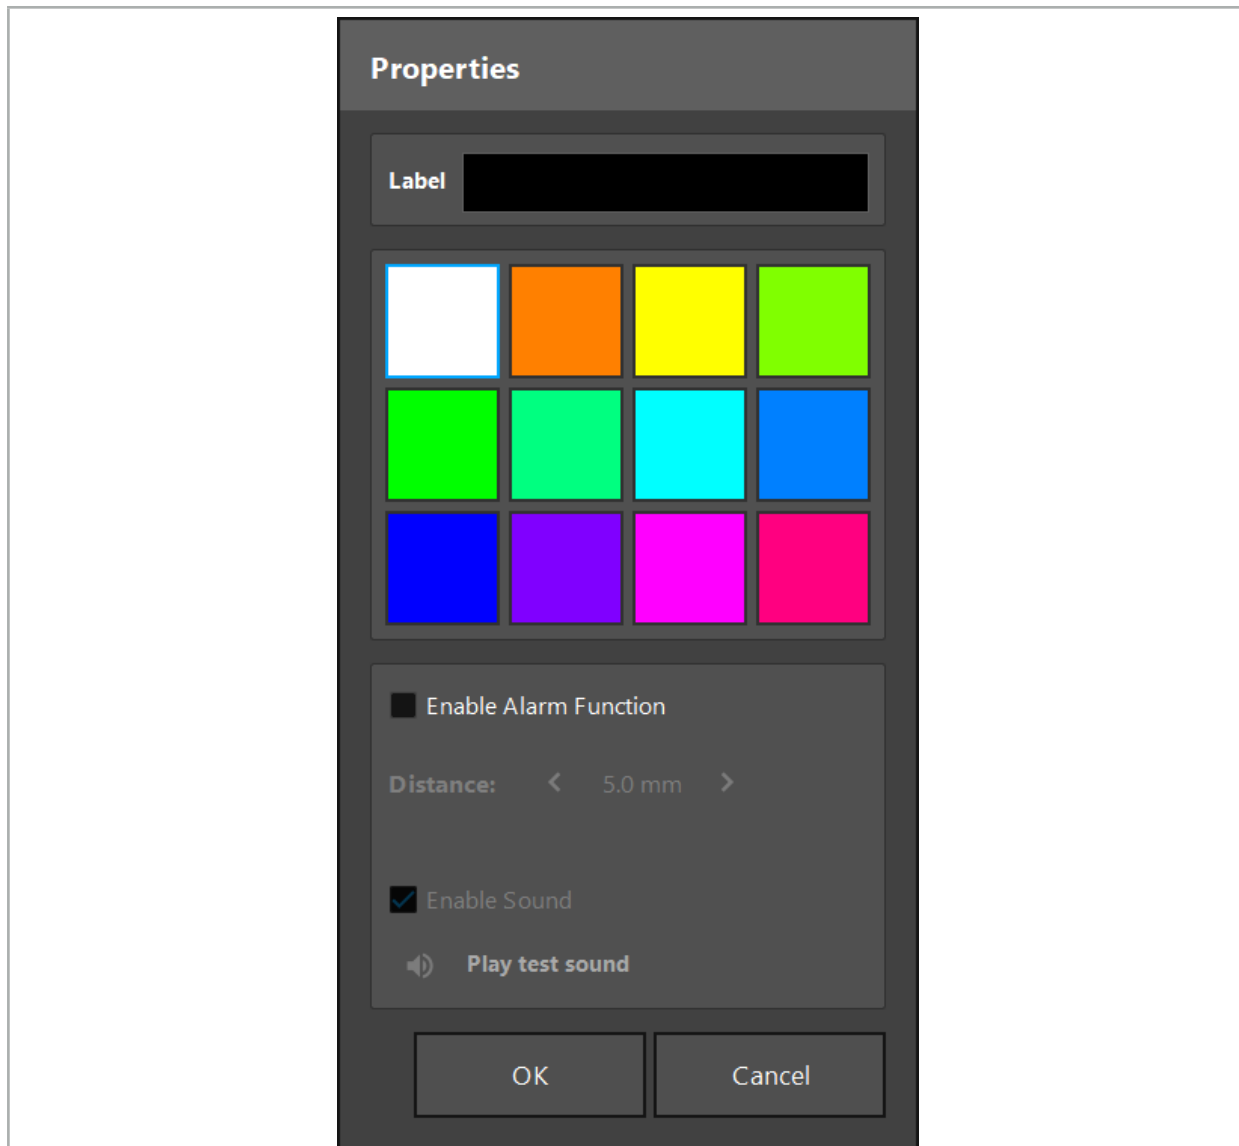 Properties
Label
Enable Alarm Function
Distance: 5.0 mm
Enable Sound
Play test sound
OK Cancel